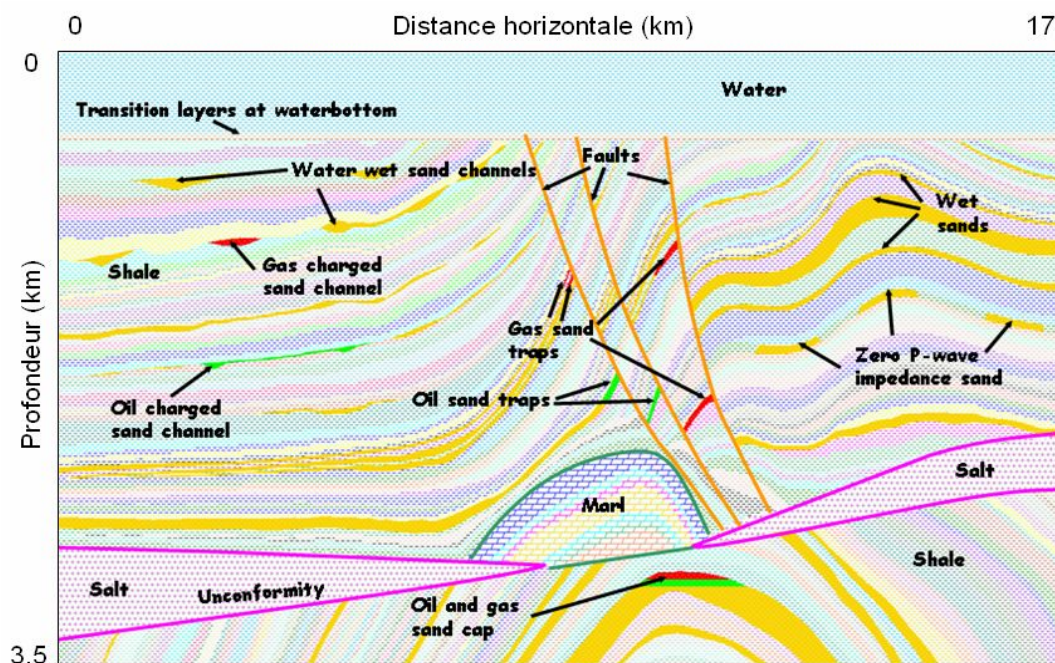 0 Distance horizontale (km) 17
0
Water
Transition layers at waterbottom
Water wet sand channels
Faults
Wet
sands
Shale
Gas charged
sand channel
Gas sand
traps
Zero P-wave
impedance sand
Oil charged
sand channel
Oil sand traps
Profondeur (km)
Salt
Marl
Shale
Salt
Unconformity
Oil and gas
sand cap
3.5